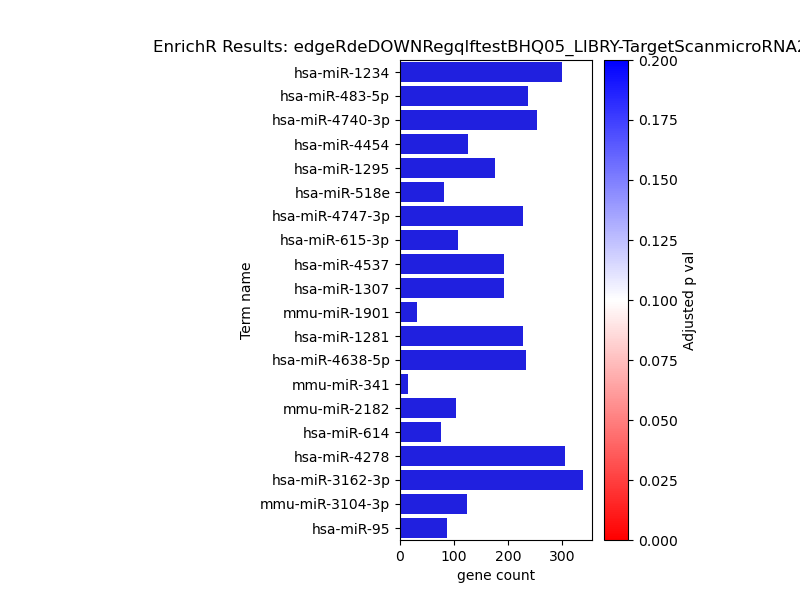 EnrichR Results: edgeRdeDOWNRegqlftestBHQ05_LIBRY-TargetScanmicroRNA2
hsa-miR-1234
hsa-miR-483-5p
hsa-miR-4740-3p
hsa-miR-4454
hsa-miR-1295
hsa-miR-518e
hsa-miR-4747-3p
hsa-miR-615-3p
hsa-miR-4537
hsa-miR-1307
mmu-miR-1901
hsa-miR-1281
hsa-miR-4638-5p
mmu-miR-341
mmu-miR-2182
hsa-miR-614
hsa-miR-4278
hsa-miR-3162-3p
mmu-miR-3104-3p
hsa-miR-95
Term name
0 100 200 300
gene count
0.200
0.175
0.150
0.125
0.100
0.075
0.050
0.025
0.000
Adjusted p val